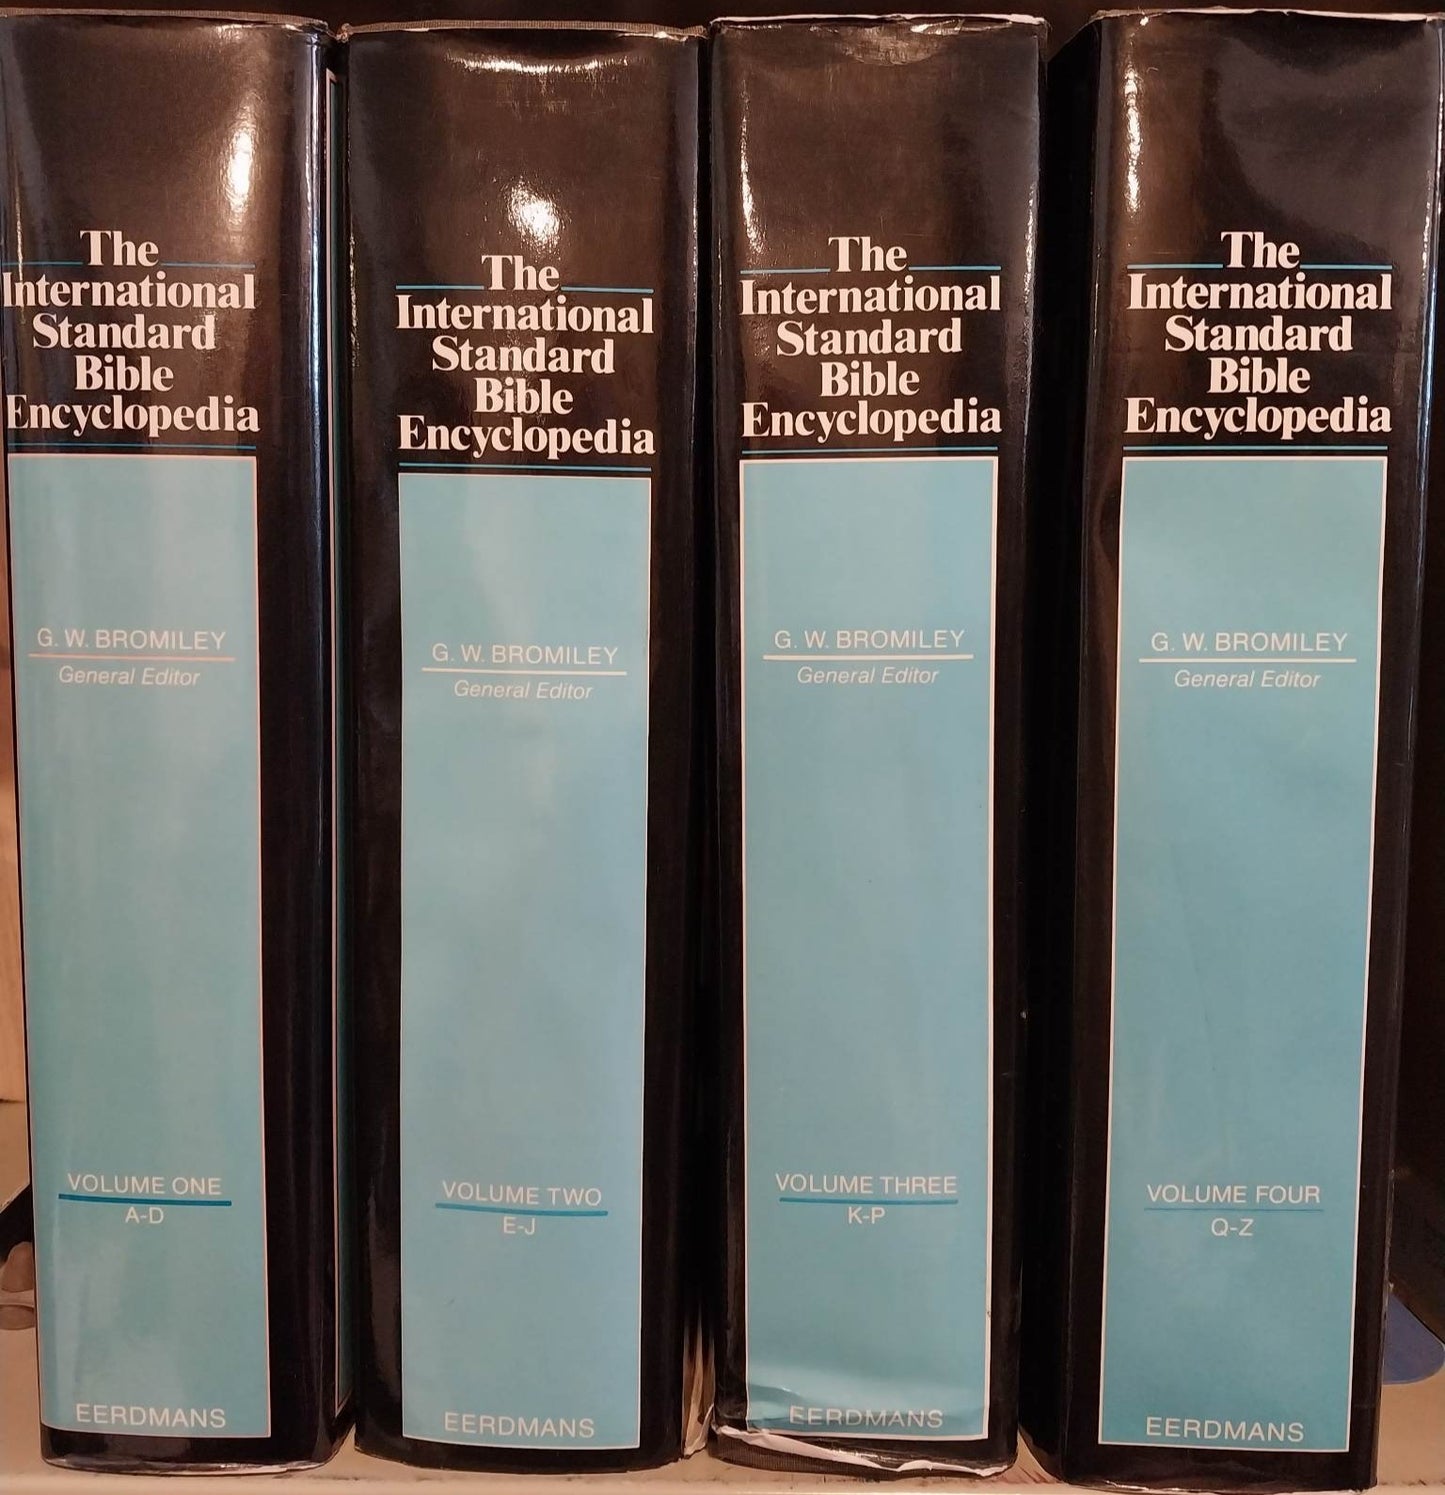 The
International
Standard
Bible
Encyclopedia
G. W. BROMILEY
General Editor
VOLUME ONE
A-D
EERDMANS
The
International
Standard
Bible
Encyclopedia
G. W. BROMILEY
General Editor
VOLUME TWO
E-J
EERDMANS
The
International
Standard
Bible
Encyclopedia
G. W. BROMILEY
General Editor
VOLUME THREE
K-P
EERDMANS
The
International
Standard
Bible
Encyclopedia
G. W. BROMILEY
General Editor
VOLUME FOUR
Q-Z
EERDMANS